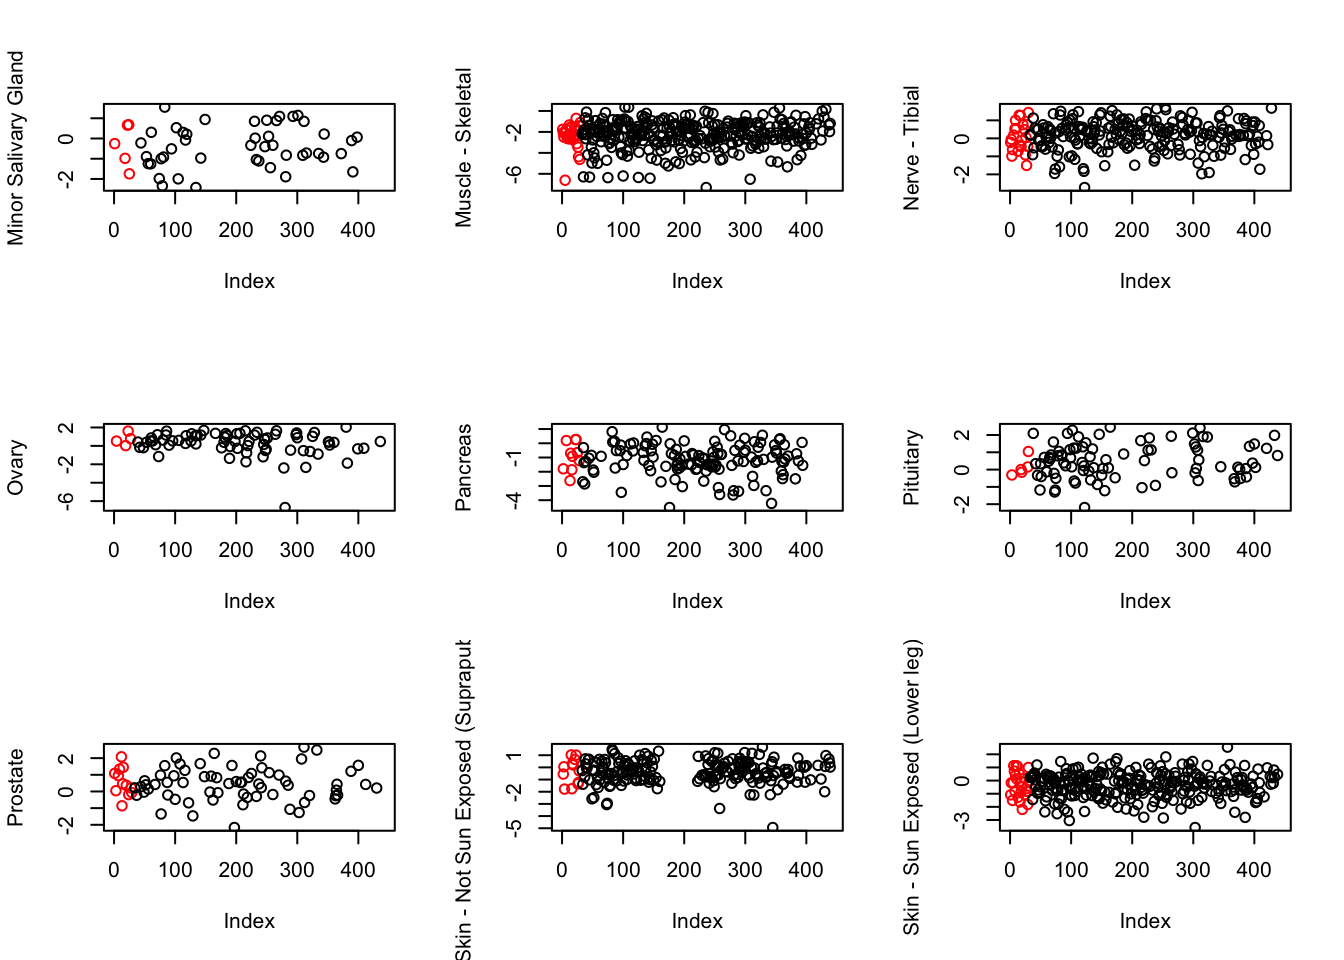 Minor Salivary Gland
0
-2
0 100 200 300 400
Index
Muscle - Skeletal
-2
-6
0 100 200 300 400
Index
Nerve - Tibial
0
-2
0 100 200 300 400
Index
Ovary
2
-2
-6
0 100 200 300 400
Index
Pancreas
-1
-4
0 100 200 300 400
Index
Pituitary
2
0
-2
0 100 200 300 400
Index
Prostate
2
0
-2
0 100 200 300 400
Index
Skin - Not Sun Exposed (Suprapub
1
-2
-5
0 100 200 300 400
Index
Skin - Sun Exposed (Lower leg)
0
-3
0 100 200 300 400
Index